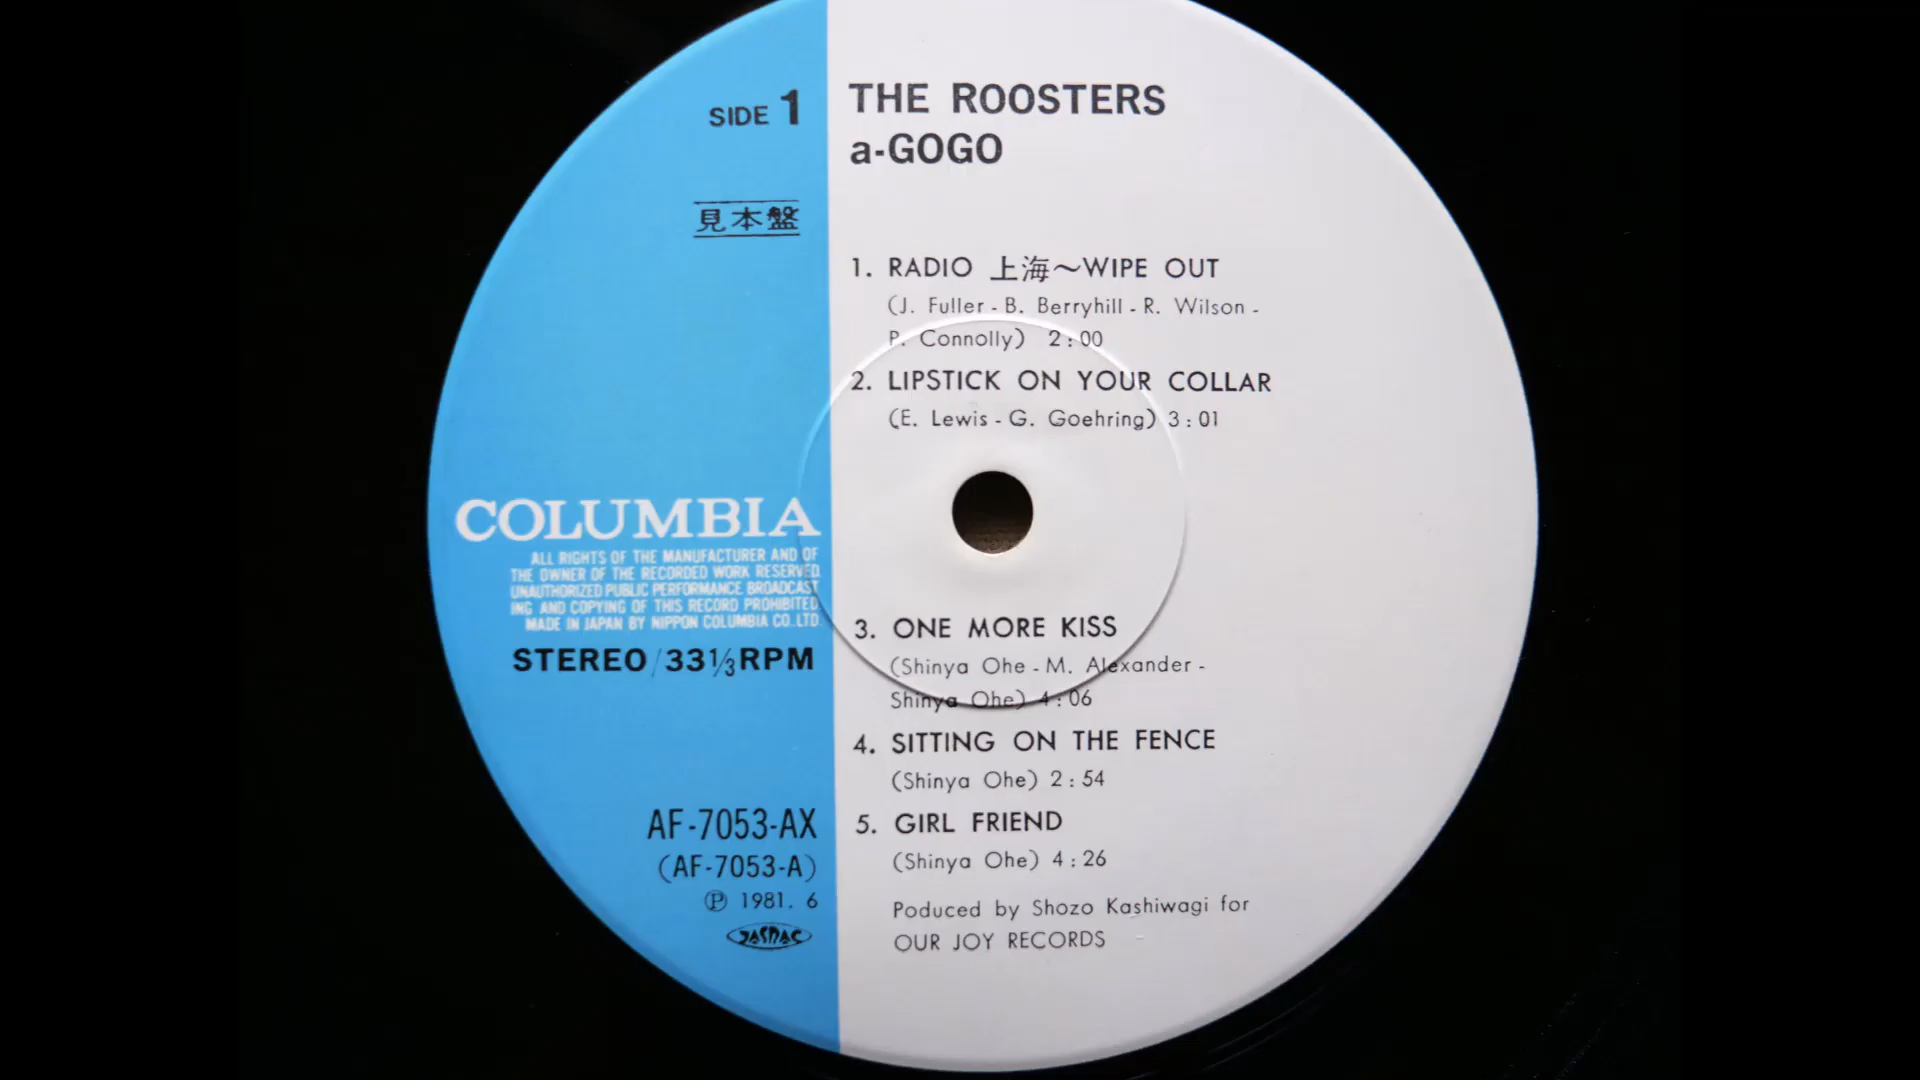 SIDE 1
見本盤
COLUMBIA
ALL RIGHTS OF THE MANUFACTURER AND OF
THE OWNER OF THE RECORDED WORK RESERVED
UNAUTHORIZED PUBLIC PERFORMANCE BROADCAST
ING AND COPYING OF THIS RECORD PROHIBITED
MADE IN JAPAN BY NIPPON COLUMBIA CO. LTD.
STEREO/33 1/3 RPM
AF-7053-AX
(AF-7053-A)
Ⓟ 1981. 6
JASRAC
THE ROOSTERS
a-GOGO
1. RADIO 上海〜WIPE OUT
(J. Fuller - B. Berryhill - R. Wilson -
P. Connolly) 2:00
2. LIPSTICK ON YOUR COLLAR
(E. Lewis - G. Goehring) 3:01
3. ONE MORE KISS
(Shinya Ohe - M. Alexander -
Shinya Ohe) 4:06
4. SITTING ON THE FENCE
(Shinya Ohe) 2:54
5. GIRL FRIEND
(Shinya Ohe) 4:26
Poduced by Shozo Kashiwagi for
OUR JOY RECORDS